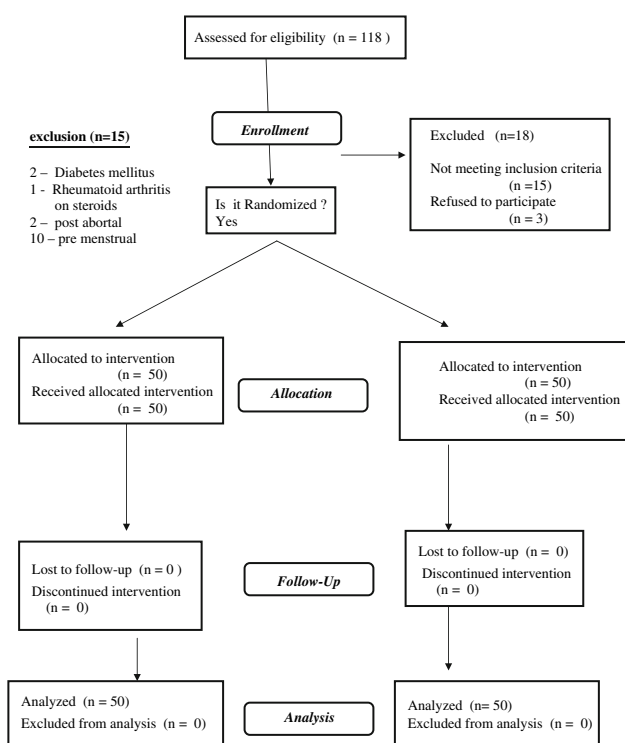 Assessed for eligibility (n = 118 )
Enrollment
exclusion (n=15)
2 – Diabetes mellitus
1 - Rheumatoid arthritis
on steroids
2 – post abortal
10 – pre menstrual
Excluded (n=18)
Not meeting inclusion criteria
(n =15)
Refused to participate
(n = 3)
Is it Randomized ?
Yes
Allocated to intervention
(n = 50)
Received allocated intervention
(n = 50)
Allocation
Allocated to intervention
(n = 50)
Received allocated intervention
(n = 50)
Lost to follow-up (n = 0 )
Discontinued intervention
(n = 0)
Follow-Up
Lost to follow-up (n = 0)
Discontinued intervention
(n = 0)
Analyzed (n = 50)
Excluded from analysis (n = 0)
Analysis
Analyzed (n= 50)
Excluded from analysis (n = 0)